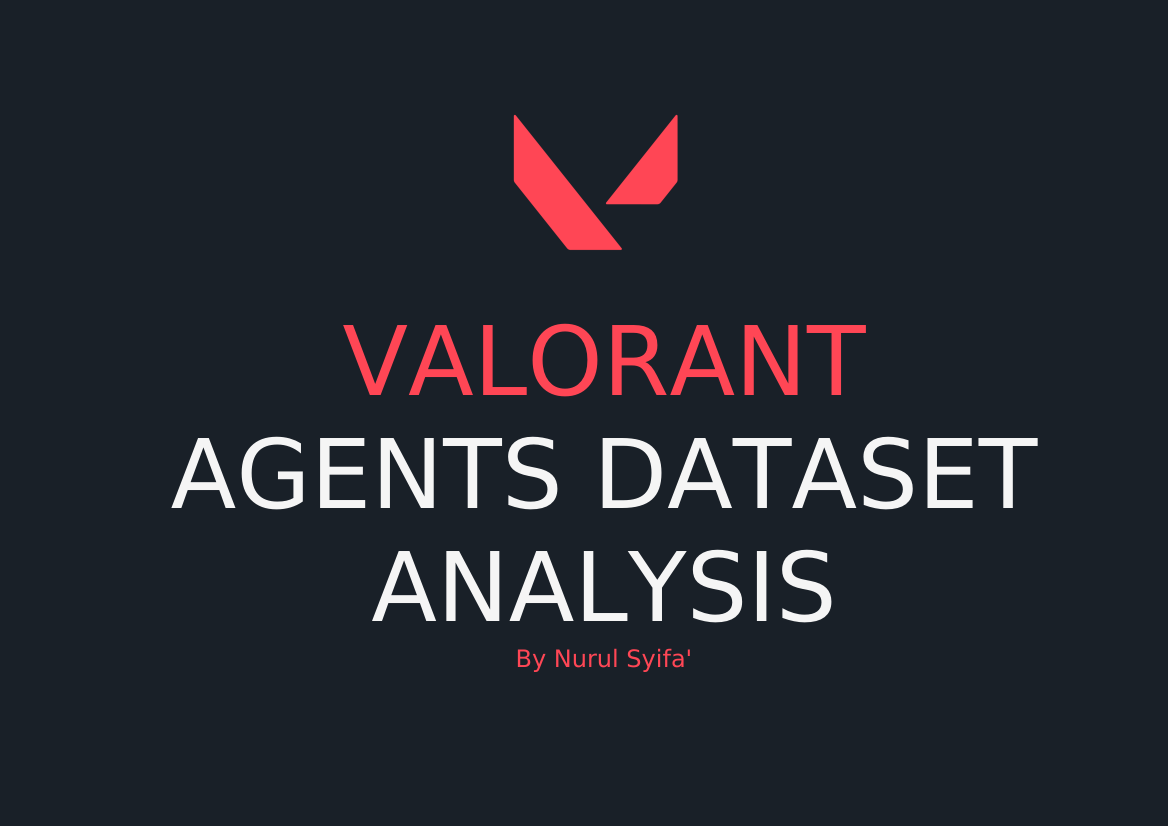 VALORANT
AGENTS DATASET
ANALYSIS
By Nurul Syifa'